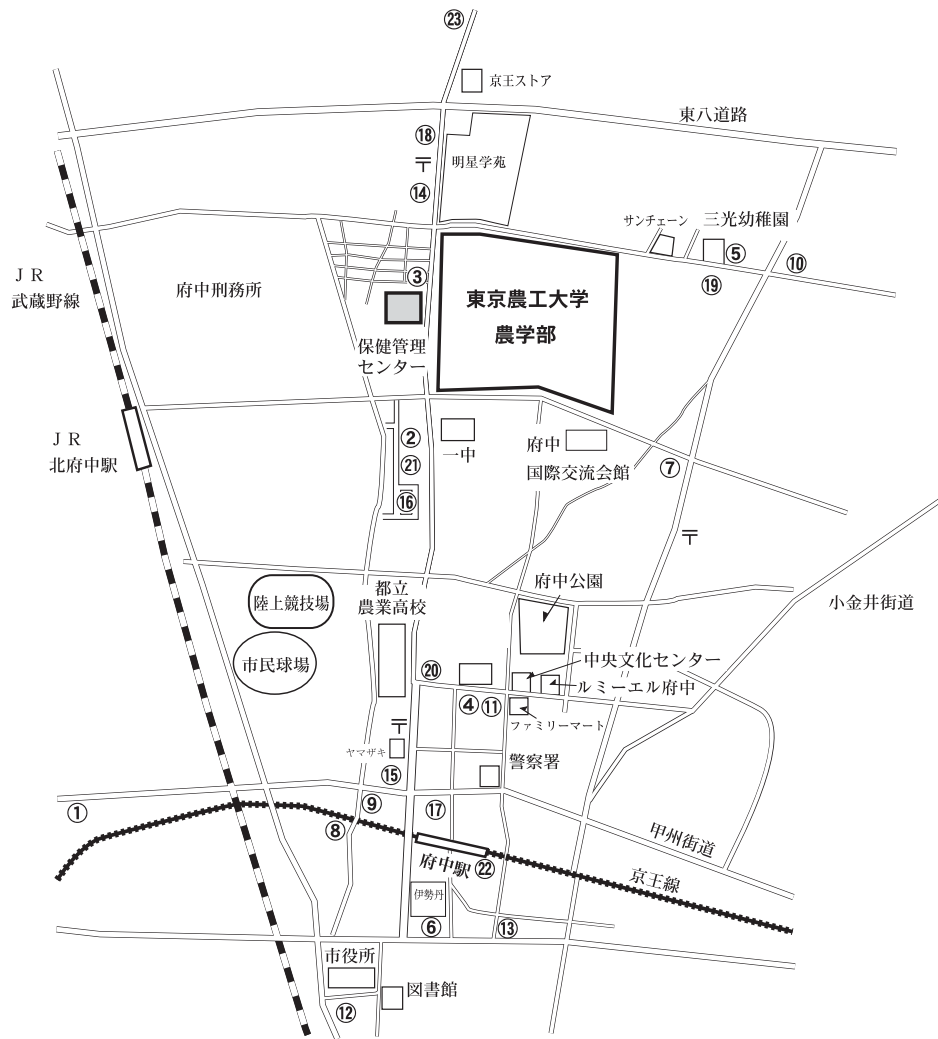 ㉓
京王ストア
東八道路
⑱
〒
明星学苑
⑭
サンチェーン
三光幼稚園
⑤
⑩
⑲
ＪＲ
武蔵野線
府中刑務所
③
東京農工大学
農学部
保健管理
センター
ＪＲ
北府中駅
②
㉑
⑯
一中
府中
国際交流会館
⑦
〒
府中公園
小金井街道
陸上競技場
都立
農業高校
市民球場
⑳
中央文化センター
ルミーエル府中
④
⑪
ファミリーマート
〒
ヤマザキ
⑮
警察署
①
⑨
⑧
⑰
甲州街道
府中駅
㉒
京王線
伊勢丹
⑥
⑬
市役所
図書館
⑫